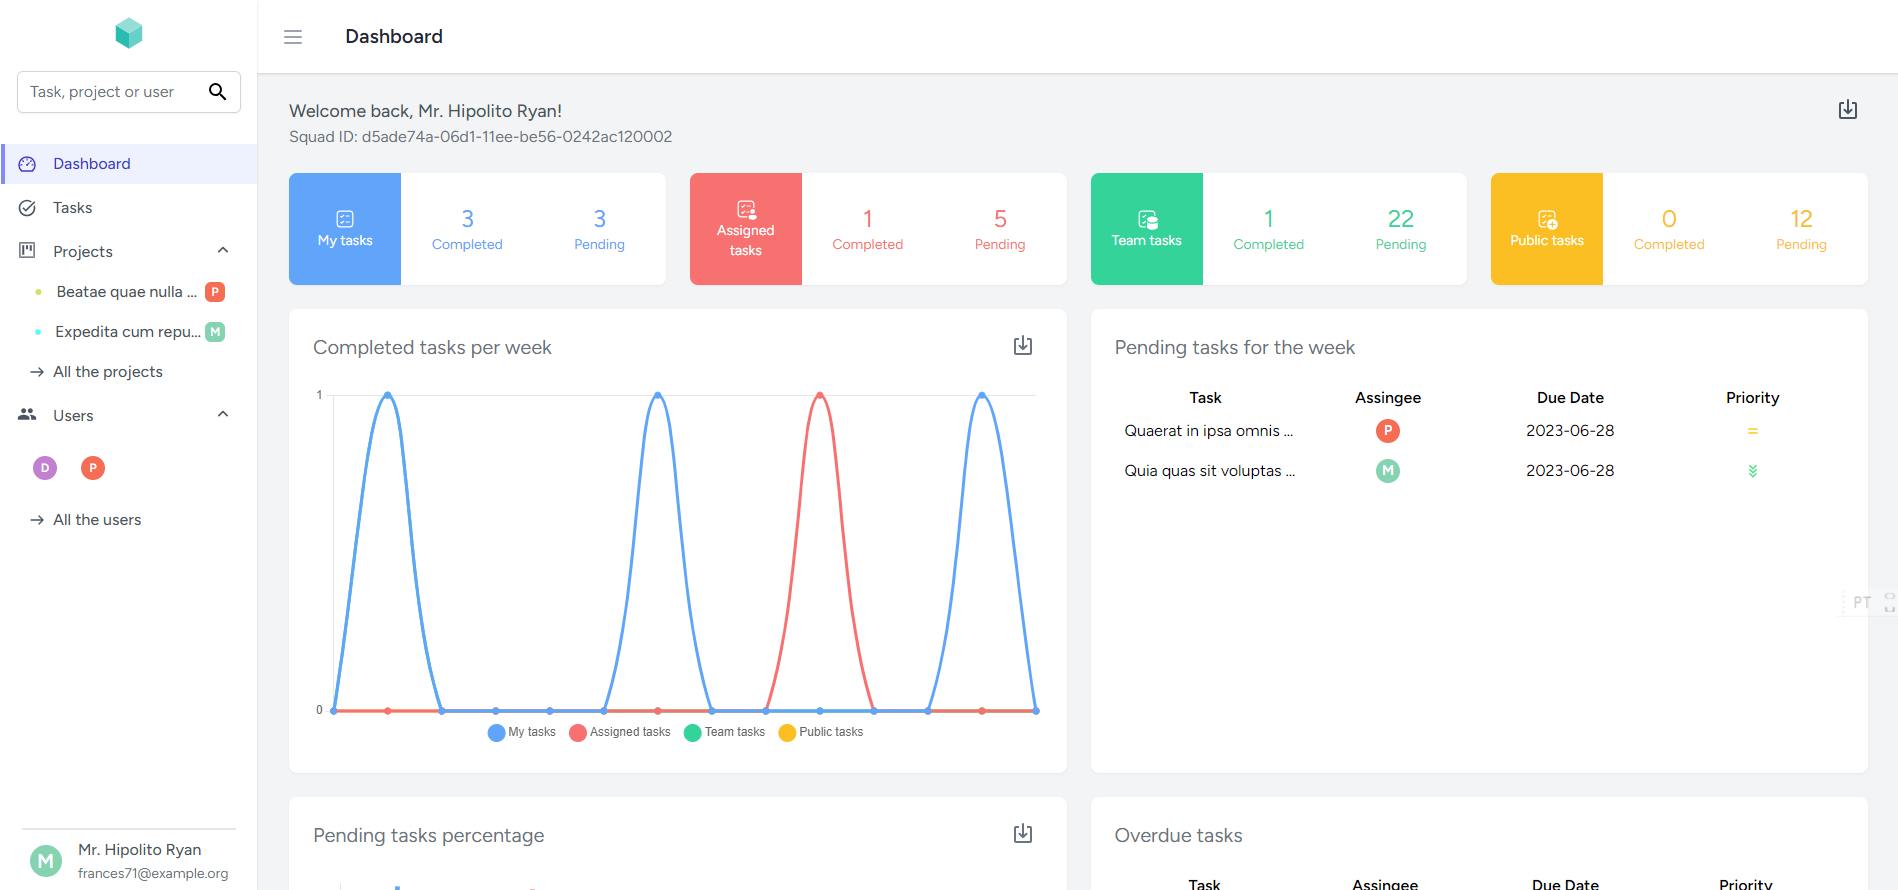 Dashboard
Task, project or user
Dashboard
Tasks
Projects
Beatae quae nulla ... P
Expedita cum repu... M
All the projects
Users
D P
All the users
M
Mr. Hipolito Ryan
frances71@example.org
Welcome back, Mr. Hipolito Ryan!
Squad ID: d5ade74a-06d1-11ee-be56-0242ac120002
My tasks
3 3
Completed Pending
Assigned
tasks
1 5
Completed Pending
Team tasks
1 22
Completed Pending
Public tasks
0 12
Completed Pending
Completed tasks per week
1
0
My tasks Assigned tasks Team tasks Public tasks
Pending tasks for the week
Task Assingee Due Date Priority
Quaerat in ipsa omnis ... P 2023-06-28 =
Quia quas sit voluptas ... M 2023-06-28
PT
Pending tasks percentage
Overdue tasks
Task Assingee Due Date Priority